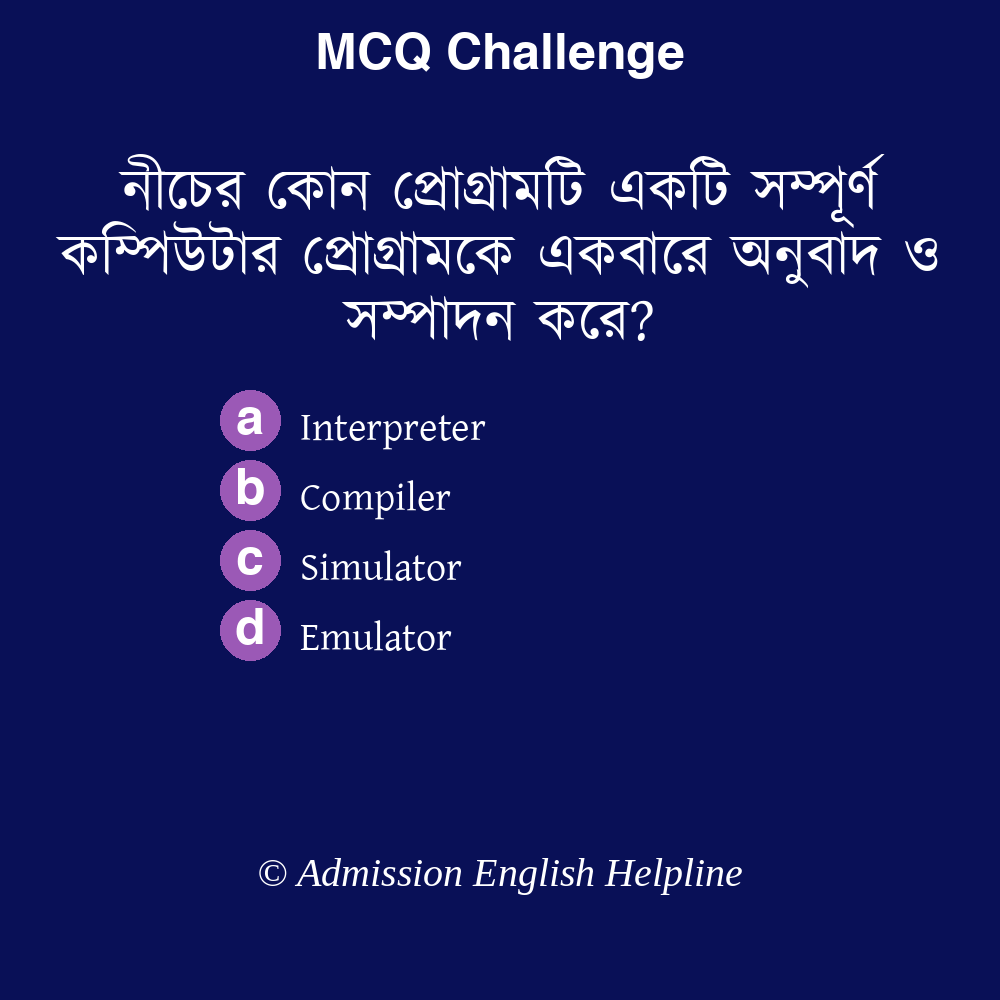 MCQ Challenge
নীচের কোন প্রোগ্রামটি একটি সম্পূর্ণ
কম্পিউটার প্রোগ্রামকে একবারে অনুবাদ ও
সম্পাদন করে?
a Interpreter
b Compiler
c Simulator
d Emulator
© Admission English Helpline